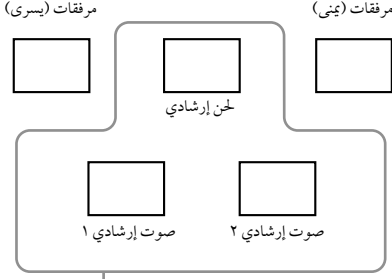 مرفقات (يمنى)
مرفقات (يسرى)
لحن إرشادي
صوت إرشادي ٢
صوت إرشادي ١